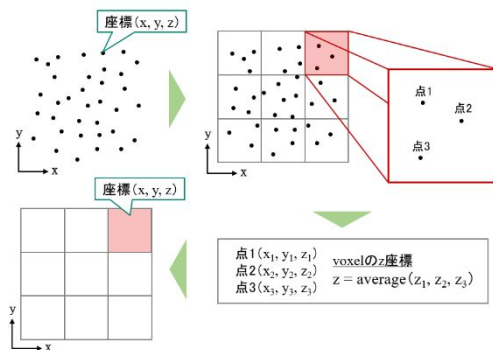 座標(x, y, z)
y
x
y
x
点1
点2
点3
座標(x, y, z)
y
x
点1(x₁, y₁, z₁)
点2(x₂, y₂, z₂)
点3(x₃, y₃, z₃)
voxelのz座標
z = average(z₁, z₂, z₃)